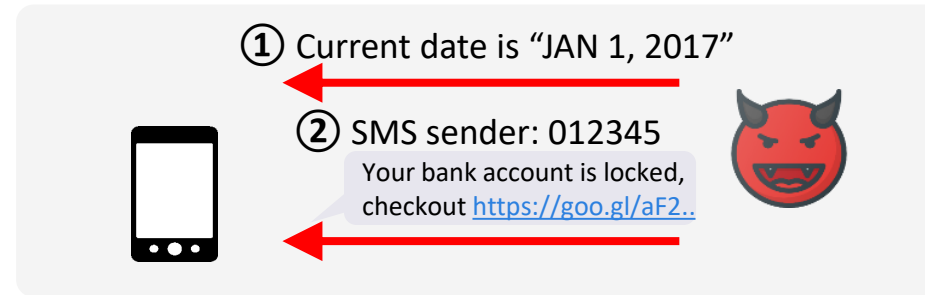 ① Current date is “JAN 1, 2017”
② SMS sender: 012345
Your bank account is locked,
checkout https://goo.gl/aF2..